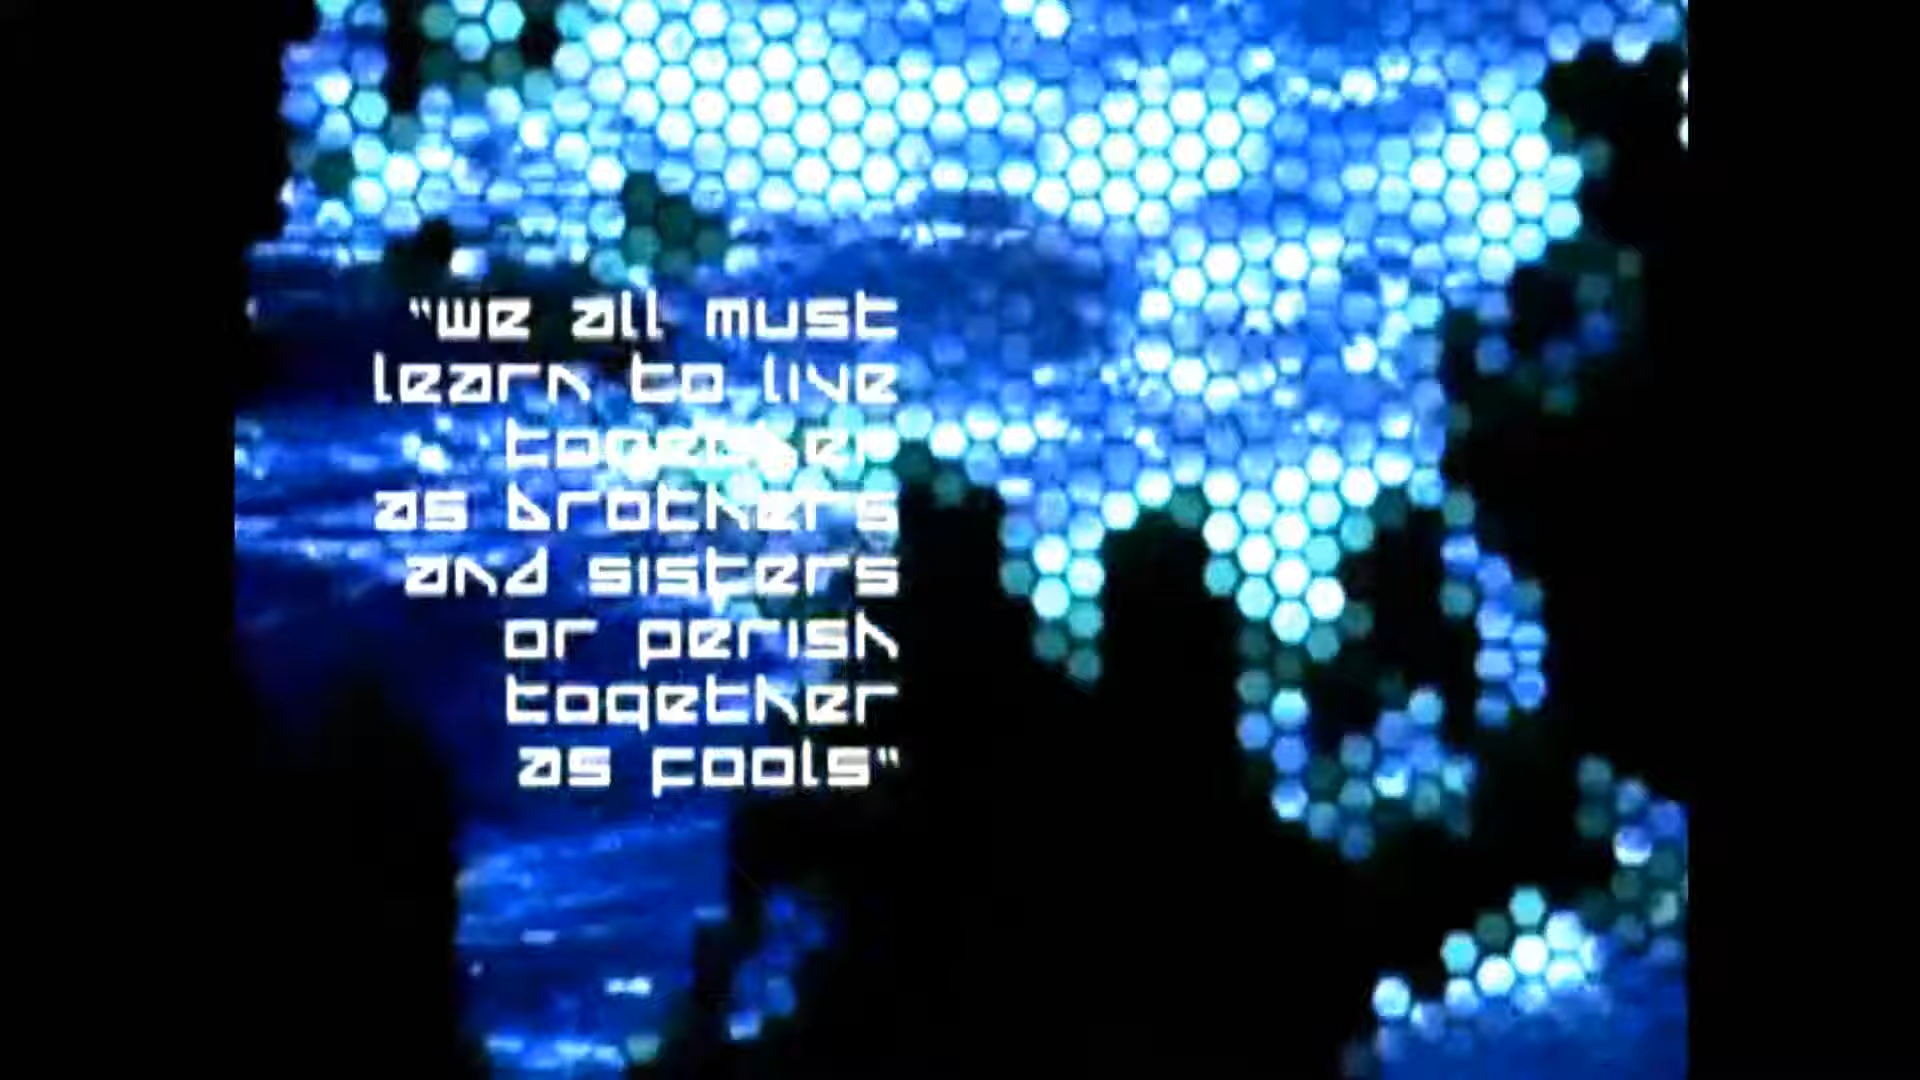 "we all must
learn to live
together
as brothers
and sisters
or perish
together
as fools"